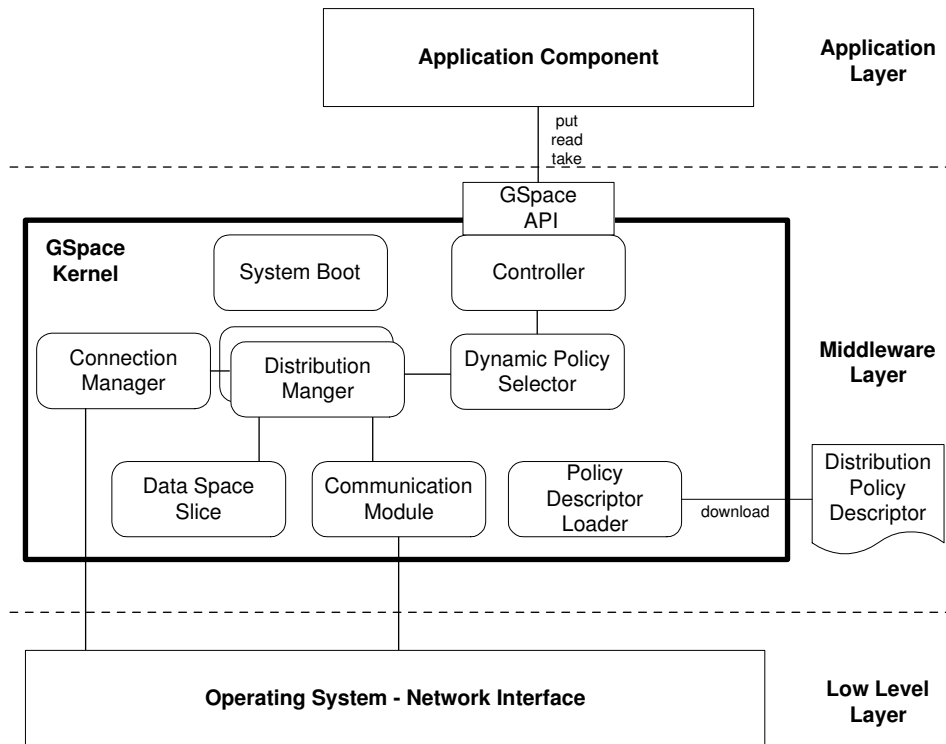 Application Component
Application
Layer
put
read
take
GSpace
API
GSpace
Kernel
System Boot
Controller
Connection
Manager
Distribution
Manger
Dynamic Policy
Selector
Middleware
Layer
Data Space
Slice
Communication
Module
Policy
Descriptor
Loader
download
Distribution
Policy
Descriptor
Operating System - Network Interface
Low Level
Layer